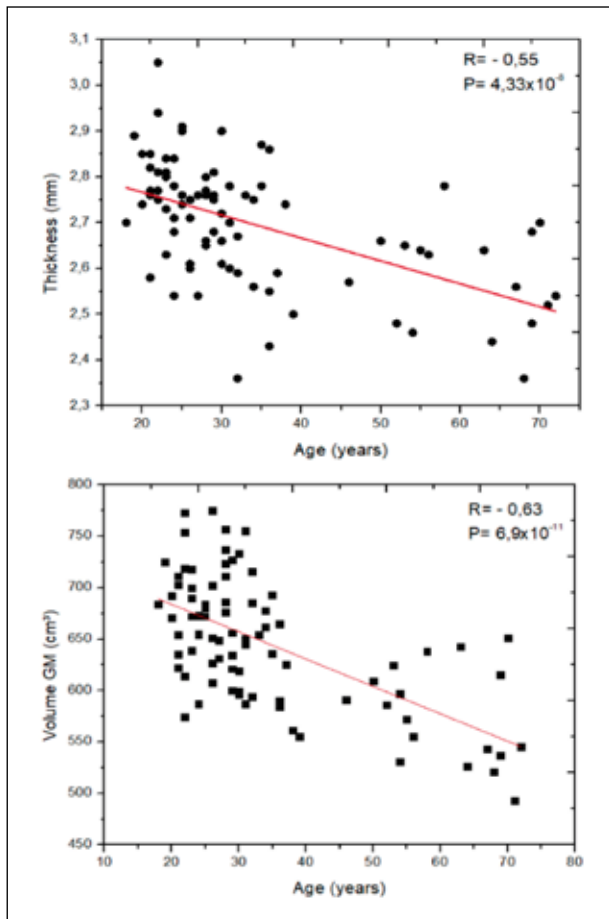 R= - 0,55
P= 4,33x10⁻⁸
3,1
3,0
2,9
2,8
2,7
2,6
2,5
2,4
2,3
Thickness (mm)
20 30 40 50 60 70
Age (years)
R= - 0,63
P= 6,9x10⁻¹¹
800
750
700
650
600
550
500
450
Volume GM (cm³)
10 20 30 40 50 60 70 80
Age (years)